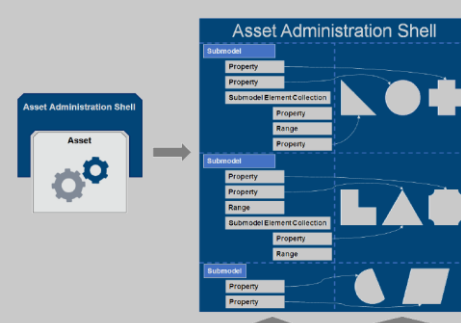 Asset Administration Shell
Asset
Asset Administration Shell
Submodel
Property
Property
Submodel Element Collection
Property
Range
Property
Submodel
Property
Property
Range
Submodel Element Collection
Property
Range
Submodel
Property
Property